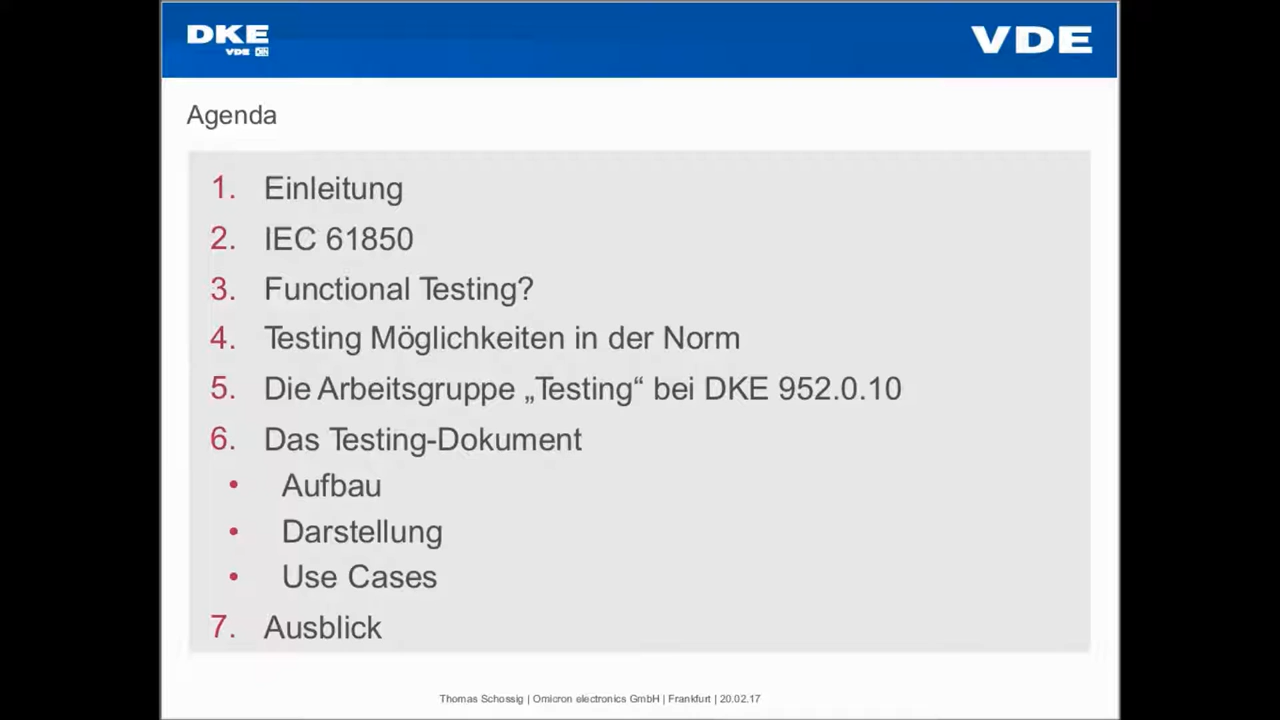 DKE
VDE DIN
VDE
Agenda
1. Einleitung
2. IEC 61850
3. Functional Testing?
4. Testing Möglichkeiten in der Norm
5. Die Arbeitsgruppe „Testing“ bei DKE 952.0.10
6. Das Testing-Dokument
• Aufbau
• Darstellung
• Use Cases
7. Ausblick
Thomas Schossig | Omicron electronics GmbH | Frankfurt | 20.02.17